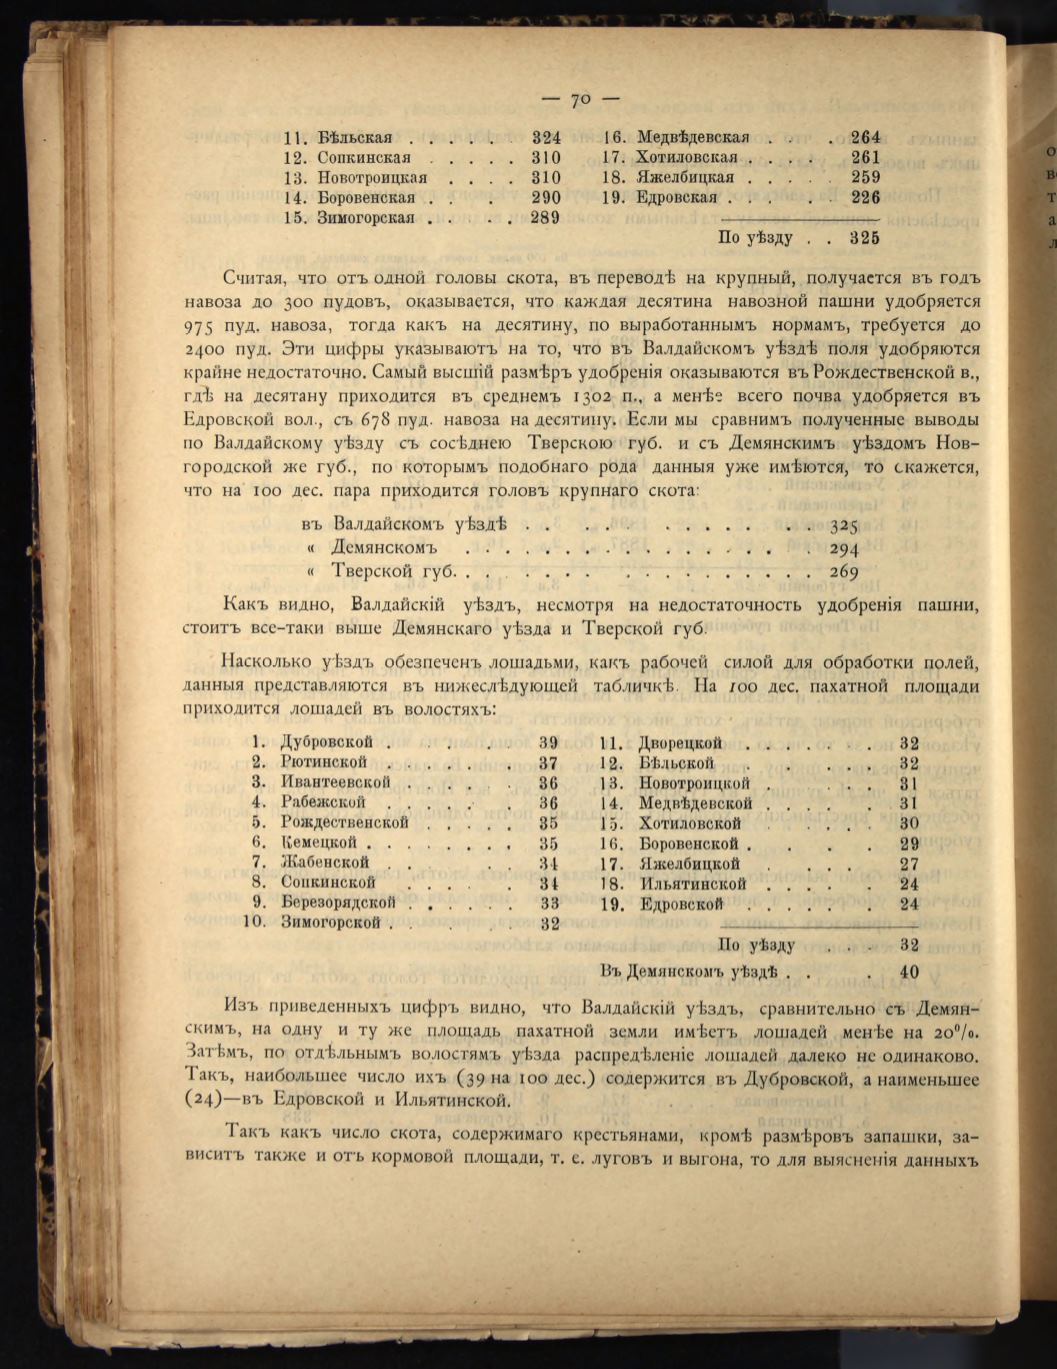 — 70 —
11. Бѣльская . . . . . 324
12. Сопкинская . . . . . 310
13. Новотроицкая . . . . 310
14. Боровенская . . . 290
15. Зимогорская . . . . . 289
16. Медвѣдевская . . . 264
17. Хотиловская . . . . 261
18. Яжелбицкая . . . . . 259
19. Едровская . . . . . 226
По уѣзду . . 325
Считая, что отъ одной головы скота, въ переводѣ на крупный, получается въ годъ
навоза до 300 пудовъ, оказывается, что каждая десятина навозной пашни удобряется
975 пуд. навоза, тогда какъ на десятину, по выработаннымъ нормамъ, требуется до
2400 пуд. Эти цифры указываютъ на то, что въ Валдайскомъ уѣздѣ поля удобряются
крайне недостаточно. Самый высшій размѣръ удобренія оказываются въ Рождественской в.,
гдѣ на десятану приходится въ среднемъ 1302 п., а менѣе всего почва удобряется въ
Едровской вол., съ 678 пуд. навоза на десятину. Если мы сравнимъ полученные выводы
по Валдайскому уѣзду съ сосѣднею Тверскою губ. и съ Демянскимъ уѣздомъ Нов-
городской же губ., по которымъ подобнаго рода данныя уже имѣются, то скажется,
что на 100 дес. пара приходится головъ крупнаго скота:
въ Валдайскомъ уѣздѣ . . . . . . . . . . . . . 325
« Демянскомъ . . . . . . . . . . . . . . . . 294
« Тверской губ. . . . . . . . . . . . . . . . . 269
Какъ видно, Валдайскій уѣздъ, несмотря на недостаточность удобренія пашни,
стоитъ все-таки выше Демянскаго уѣзда и Тверской губ.
Насколько уѣздъ обезпеченъ лошадьми, какъ рабочей силой для обработки полей,
данныя представляются въ нижеслѣдующей табличкѣ. На 100 дес. пахатной площади
приходится лошадей въ волостяхъ:
1. Дубровской . . . . . 39
2. Рютинской . . . . . . 37
3. Ивантеевской . . . . . 36
4. Рабежской . . . . . . 36
5. Рождественской . . . . . 35
6. Кемецкой . . . . . . . 35
7. Жабенской . . . . 34
8. Сопкинской . . . . . 34
9. Березорядской . . . . . . 33
10. Зимогорской . . . . . 32
11. Дворецкой . . . . . . . 32
12. Бѣльской . . . . . 32
13. Новотроицкой . . . . 31
14. Медвѣдевской . . . . . 31
15. Хотиловской . . . . 30
16. Боровенской . . . . 29
17. Яжелбицкой . . . . 27
18. Ильятинской . . . . . 24
19. Едровской . . . . . . 24
По уѣзду . . . 32
Въ Демянскомъ уѣздѣ . . . 40
Изъ приведенныхъ цифръ видно, что Валдайскій уѣздъ, сравнительно съ Демян-
скимъ, на одну и ту же площадь пахатной земли имѣетъ лошадей менѣе на 20%.
Затѣмъ, по отдѣльнымъ волостямъ уѣзда распредѣленіе лошадей далеко не одинаково.
Такъ, наибольшее число ихъ (39 на 100 дес.) содержится въ Дубровской, а наименьшее
(24)—въ Едровской и Ильятинской.
Такъ какъ число скота, содержимаго крестьянами, кромѣ размѣровъ запашки, за-
виситъ также и отъ кормовой площади, т. е. луговъ и выгона, то для выясненія данныхъ